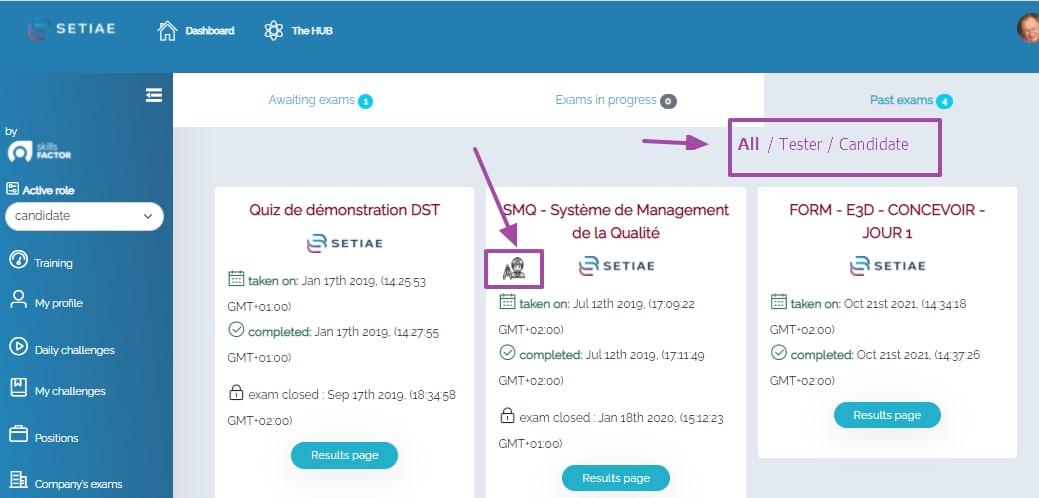 SETIAE
Dashboard
The HUB
by
skills
FACTOR
Active role
candidate
Training
My profile
Daily challenges
My challenges
Positions
Company's exams
Awaiting exams 1
Exams in progress 0
Past exams 4
All / Tester / Candidate
Quiz de démonstration DST
SETIAE
taken on: Jan 17th 2019, (14:25:53
GMT+01:00)
completed: Jan 17th 2019, (14:27:55
GMT+01:00)
exam closed : Sep 17th 2019, (18:34:58
GMT+02:00)
Results page
SMQ - Système de Management
de la Qualité
SETIAE
taken on: Jul 12th 2019, (17:09:22
GMT+02:00)
completed: Jul 12th 2019, (17:11:49
GMT+02:00)
exam closed : Jan 18th 2020, (15:12:23
GMT+01:00)
Results page
FORM - E3D - CONCEVOIR -
JOUR 1
SETIAE
taken on: Oct 21st 2021, (14:34:18
GMT+02:00)
completed: Oct 21st 2021, (14:37:26
GMT+02:00)
Results page